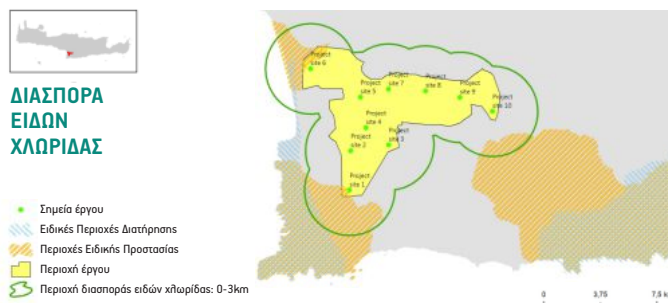 ΔΙΑΣΠΟΡΑ
ΕΙΔΩΝ
ΧΛΩΡΙΔΑΣ
Σημεία έργου
Ειδικές Περιοχές Διατήρησης
Περιοχές Ειδικής Προστασίας
Περιοχή έργου
Περιοχή διασποράς ειδών χλωρίδας: 0-3km
Project
site 6
Project
site 5
Project
site 7
Project
site 8
Project
site 9
Project
site 10
Project
site 4
Project
site 2
Project
site 3
Project
site 1
0 3,75 7,5 k